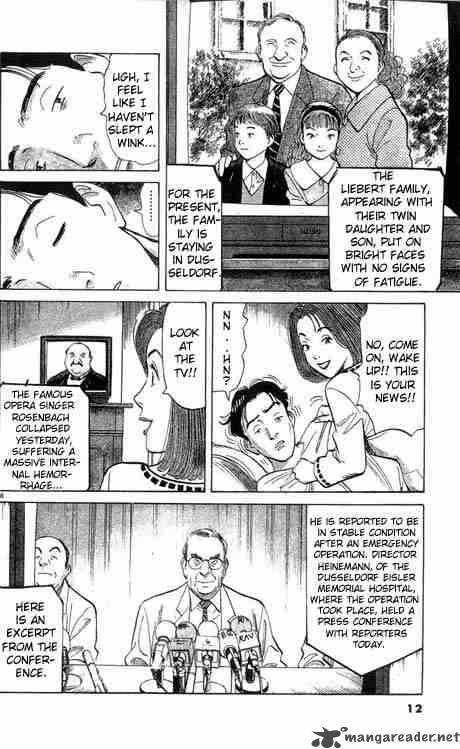 THE
LIEBERT FAMILY,
APPEARING WITH
THEIR TWIN
DAUGHTER AND
SON, PUT ON
BRIGHT FACES
WITH NO SIGNS
OF FATIGUE.
FOR THE
PRESENT,
THE FAM-
ILY IS
STAYING
IN DUS-
SELDORF.
UGH, I
FEEL
LIKE I
HAVEN'T
SLEPT A
WINK...
......
NO, COME
ON, WAKE
UP!! THIS
IS YOUR
NEWS!!
NN...HN?
LOOK
AT THE
TV!!
THE FAMOUS
OPERA SINGER
ROSENBACH
COLLAPSED
YESTERDAY,
SUFFERING A
MASSIVE INTER-
NAL HEMOR-
RHAGE...
HE IS REPORTED TO BE
IN STABLE CONDITION
AFTER AN EMERGENCY
OPERATION. DIRECTOR
HEINEMANN, OF THE
DUSSELDORF EISLER
MEMORIAL HOSPITAL,
WHERE THE OPERATION
TOOK PLACE, HELD A
PRESS CONFERENCE
WITH REPORTERS
TODAY.
HERE IS
AN EXCERPT
FROM THE
CONFER-
ENCE.
12
mangareader.net